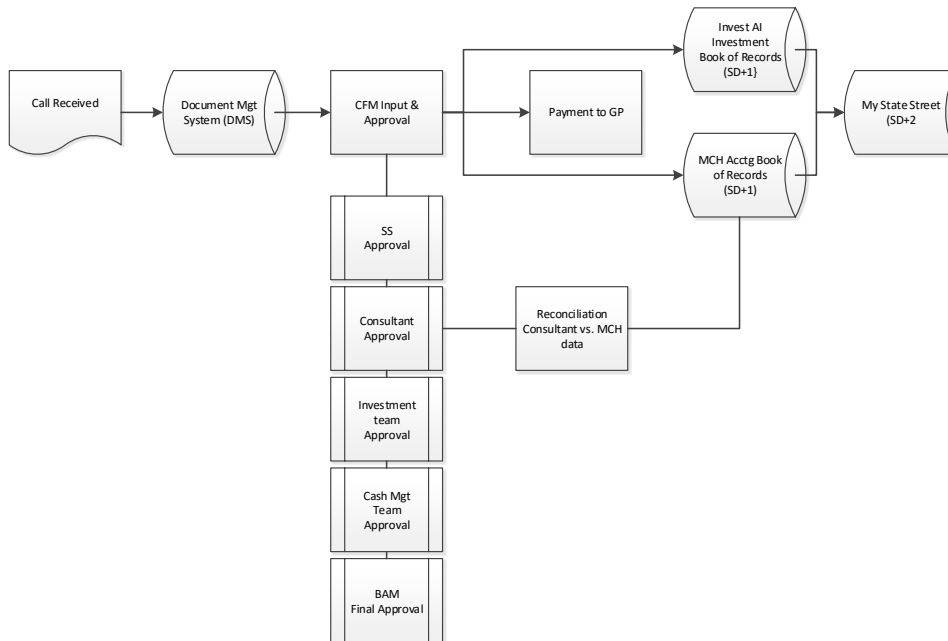 Call Received
Document Mgt
System (DMS)
CFM Input &
Approval
Payment to GP
Invest AI
Investment
Book of Records
(SD+1}
MCH Acctg Book
of Records
(SD+1)
My State Street
(SD+2
SS
Approval
Consultant
Approval
Reconciliation
Consultant vs. MCH
data
Investment
team
Approval
Cash Mgt
Team
Approval
BAM
Final Approval